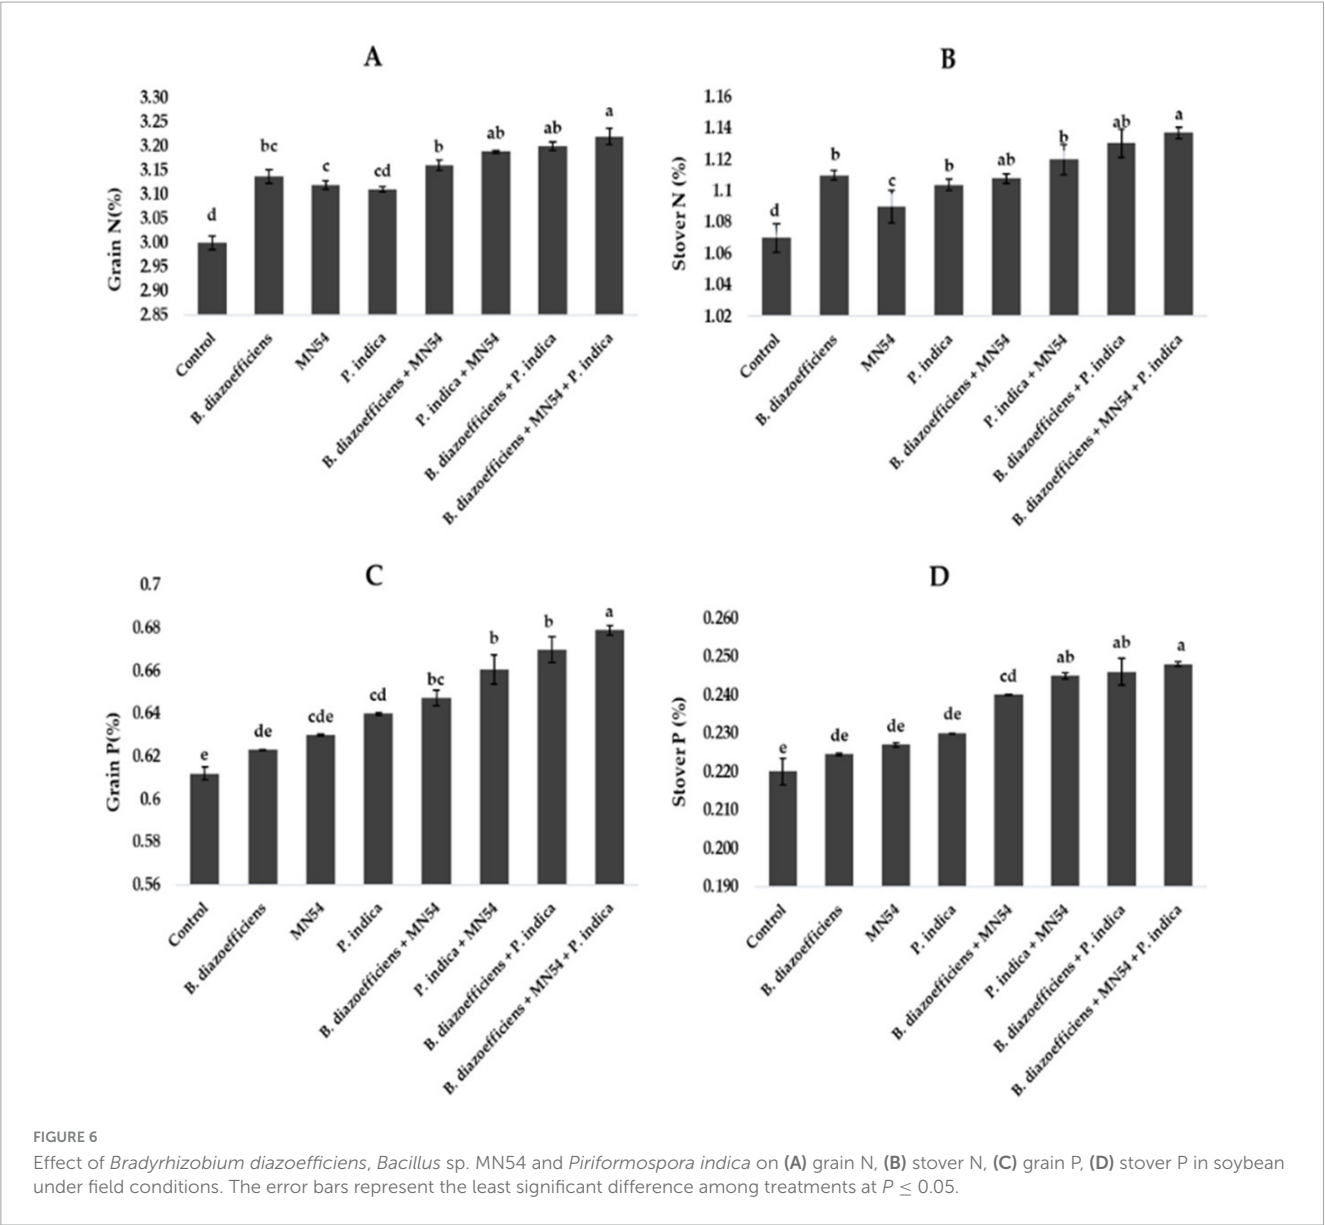 A
3.30
3.25
3.20
3.15
3.10
3.05
3.00
2.95
2.90
2.85
Grain N(%)
d
bc
c
cd
b
ab
ab
a
Control
B. diazoefficiens
MN54
P. indica
B. diazoefficiens + MN54
P. indica + MN54
B. diazoefficiens + P. indica
B. diazoefficiens + MN54 + P. indica
B
1.16
1.14
1.12
1.1
1.08
1.06
1.04
1.02
Stover N (%)
d
b
c
b
ab
b
ab
a
Control
B. diazoefficiens
MN54
P. indica
B. diazoefficiens + MN54
P. indica + MN54
B. diazoefficiens + P. indica
B. diazoefficiens + MN54 + P. indica
C
0.7
0.68
0.66
0.64
0.62
0.6
0.58
0.56
Grain P(%)
e
de
cde
cd
bc
b
b
a
Control
B. diazoefficiens
MN54
P. indica
B. diazoefficiens + MN54
P. indica + MN54
B. diazoefficiens + P. indica
B. diazoefficiens + MN54 + P. indica
D
0.260
0.250
0.240
0.230
0.220
0.210
0.200
0.190
Stover P (%)
e
de
de
de
cd
ab
ab
a
Control
B. diazoefficiens
MN54
P. indica
B. diazoefficiens + MN54
P. indica + MN54
B. diazoefficiens + P. indica
B. diazoefficiens + MN54 + P. indica
FIGURE 6
Effect of Bradyrhizobium diazoefficiens, Bacillus sp. MN54 and Piriformospora indica on (A) grain N, (B) stover N, (C) grain P, (D) stover P in soybean
under field conditions. The error bars represent the least significant difference among treatments at P ≤ 0.05.